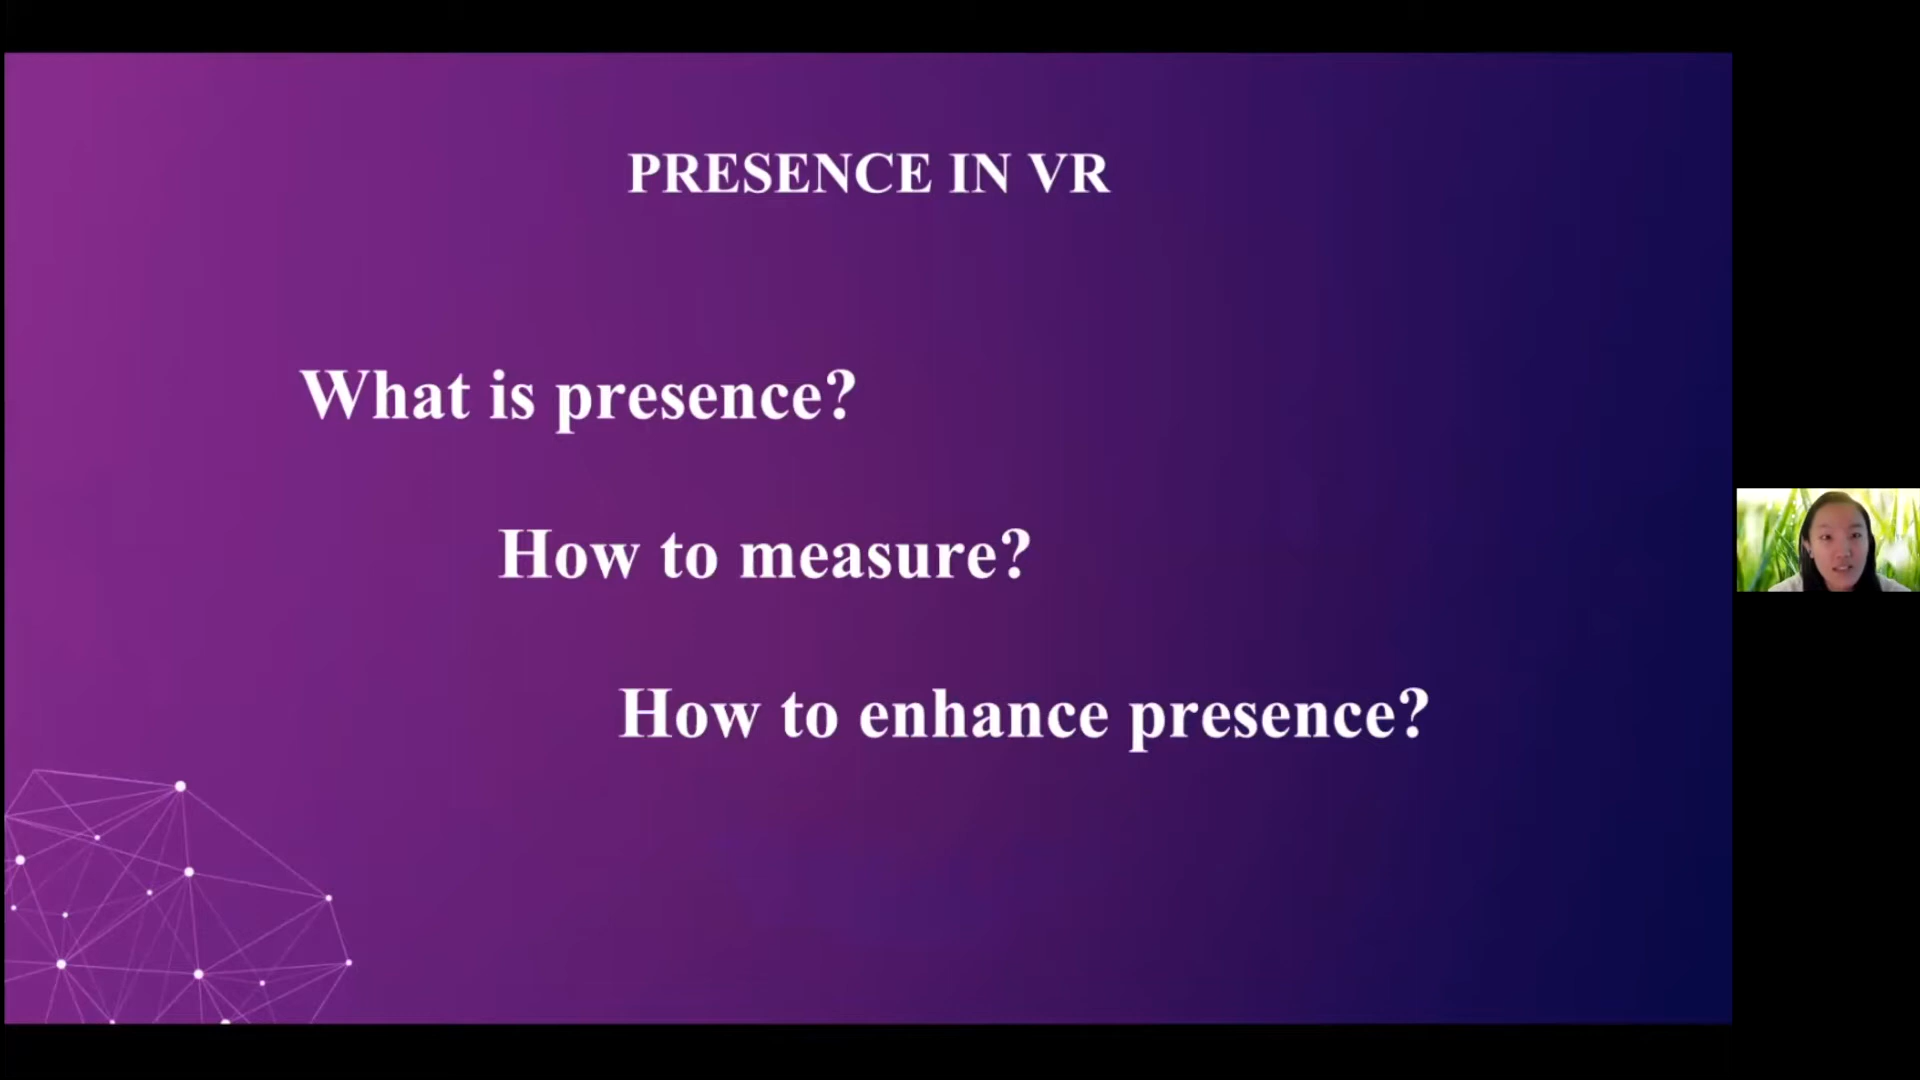 PRESENCE IN VR
What is presence?
How to measure?
How to enhance presence?